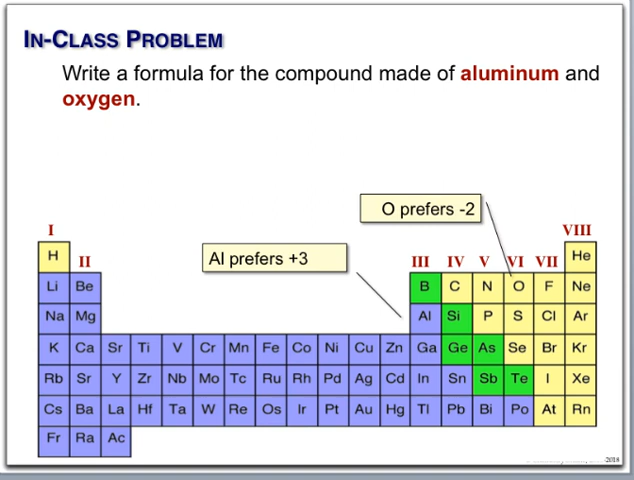 IN-CLASS PROBLEM
Write a formula for the compound made of aluminum and
oxygen.
O prefers -2
I VIII
Al prefers +3
H II III IV V VI VII He
Li Be B C N O F Ne
Na Mg Al Si P S Cl Ar
K Ca Sr Ti V Cr Mn Fe Co Ni Cu Zn Ga Ge As Se Br Kr
Rb Sr Y Zr Nb Mo Tc Ru Rh Pd Ag Cd In Sn Sb Te I Xe
Cs Ba La Hf Ta W Re Os Ir Pt Au Hg Tl Pb Bi Po At Rn
Fr Ra Ac
2018